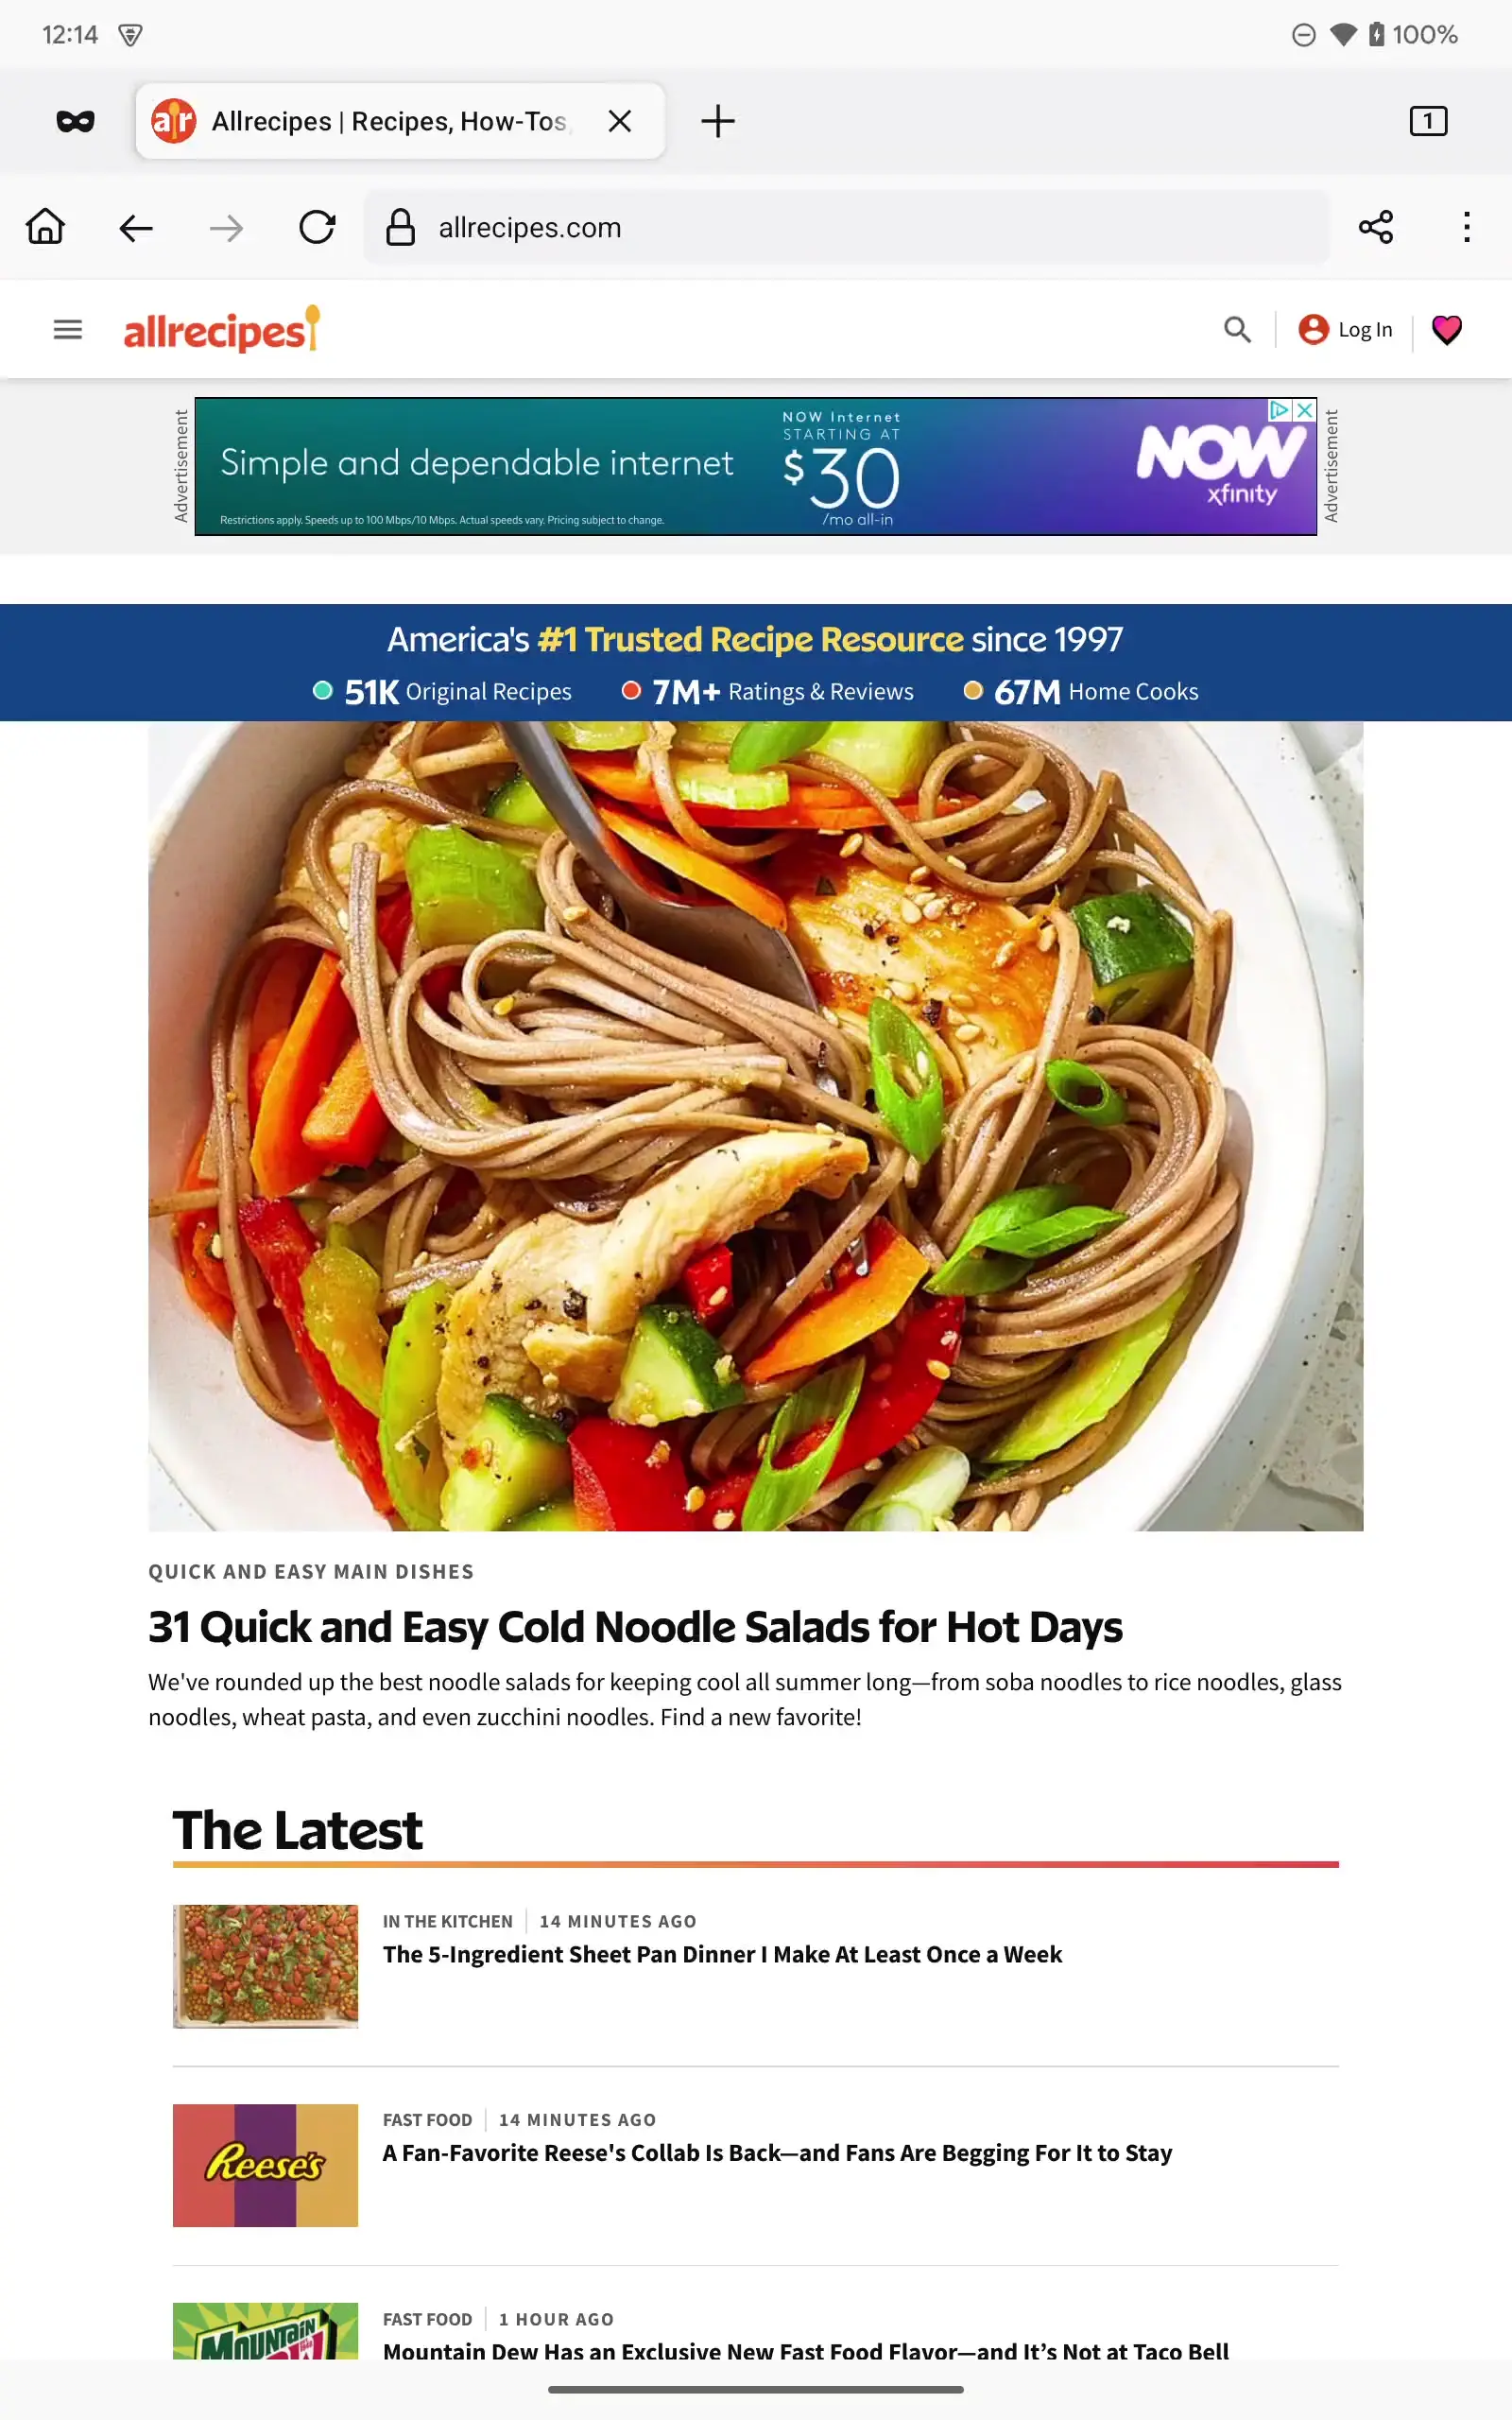 12:14
100%
Allrecipes | Recipes, How-Tos,
1
allrecipes.com
allrecipes
Log In
Advertisement
Simple and dependable internet
Restrictions apply. Speeds up to 100 Mbps/10 Mbps. Actual speeds vary. Pricing subject to change.
NOW Internet
STARTING AT
$30
/mo all-in
NOW
xfinity
Advertisement
America's #1 Trusted Recipe Resource since 1997
51K Original Recipes 7M+ Ratings & Reviews 67M Home Cooks
QUICK AND EASY MAIN DISHES
31 Quick and Easy Cold Noodle Salads for Hot Days
We've rounded up the best noodle salads for keeping cool all summer long—from soba noodles to rice noodles, glass
noodles, wheat pasta, and even zucchini noodles. Find a new favorite!
The Latest
IN THE KITCHEN 14 MINUTES AGO
The 5-Ingredient Sheet Pan Dinner I Make At Least Once a Week
Reese's
FAST FOOD 14 MINUTES AGO
A Fan-Favorite Reese's Collab Is Back—and Fans Are Begging For It to Stay
MOUNTAIN
FAST FOOD 1 HOUR AGO
Mountain Dew Has an Exclusive New Fast Food Flavor—and It’s Not at Taco Bell